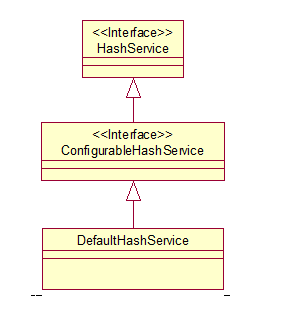 <<Interface>>
HashService
<<Interface>>
ConfigurableHashService
DefaultHashService